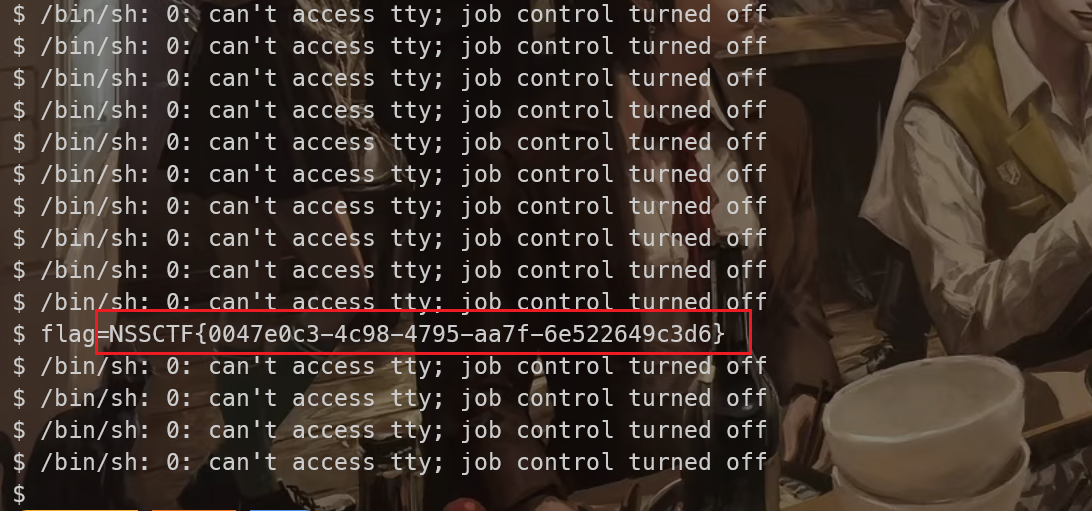 $ /bin/sh: 0: can't access tty; job control turned off
$ /bin/sh: 0: can't access tty; job control turned off
$ /bin/sh: 0: can't access tty; job control turned off
$ /bin/sh: 0: can't access tty; job control turned off
$ /bin/sh: 0: can't access tty; job control turned off
$ /bin/sh: 0: can't access tty; job control turned off
$ /bin/sh: 0: can't access tty; job control turned off
$ /bin/sh: 0: can't access tty; job control turned off
$ /bin/sh: 0: can't access tty; job control turned off
$ /bin/sh: 0: can't access tty; job control turned off
$ flag=NSSCTF{0047e0c3-4c98-4795-aa7f-6e522649c3d6}
$ /bin/sh: 0: can't access tty; job control turned off
$ /bin/sh: 0: can't access tty; job control turned off
$ /bin/sh: 0: can't access tty; job control turned off
$ /bin/sh: 0: can't access tty; job control turned off
$